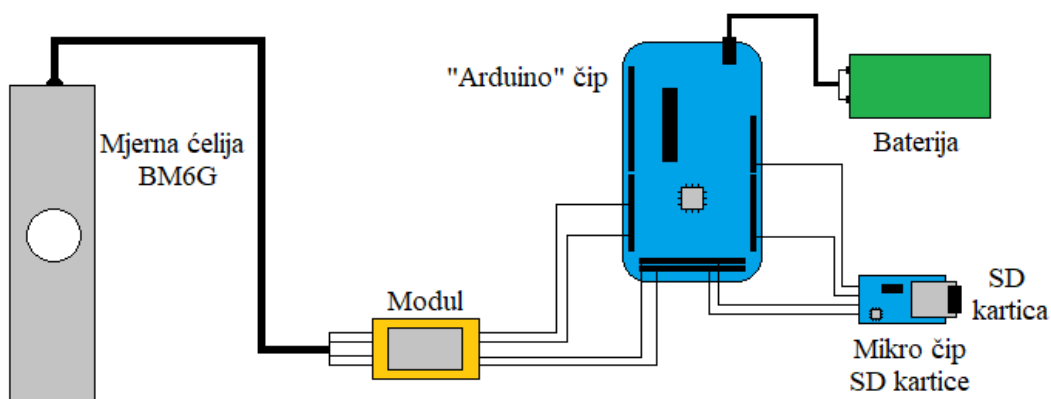 "Arduino" čip
Mjerna ćelija
BM6G
Baterija
Modul
SD
kartica
Mikro čip
SD kartice